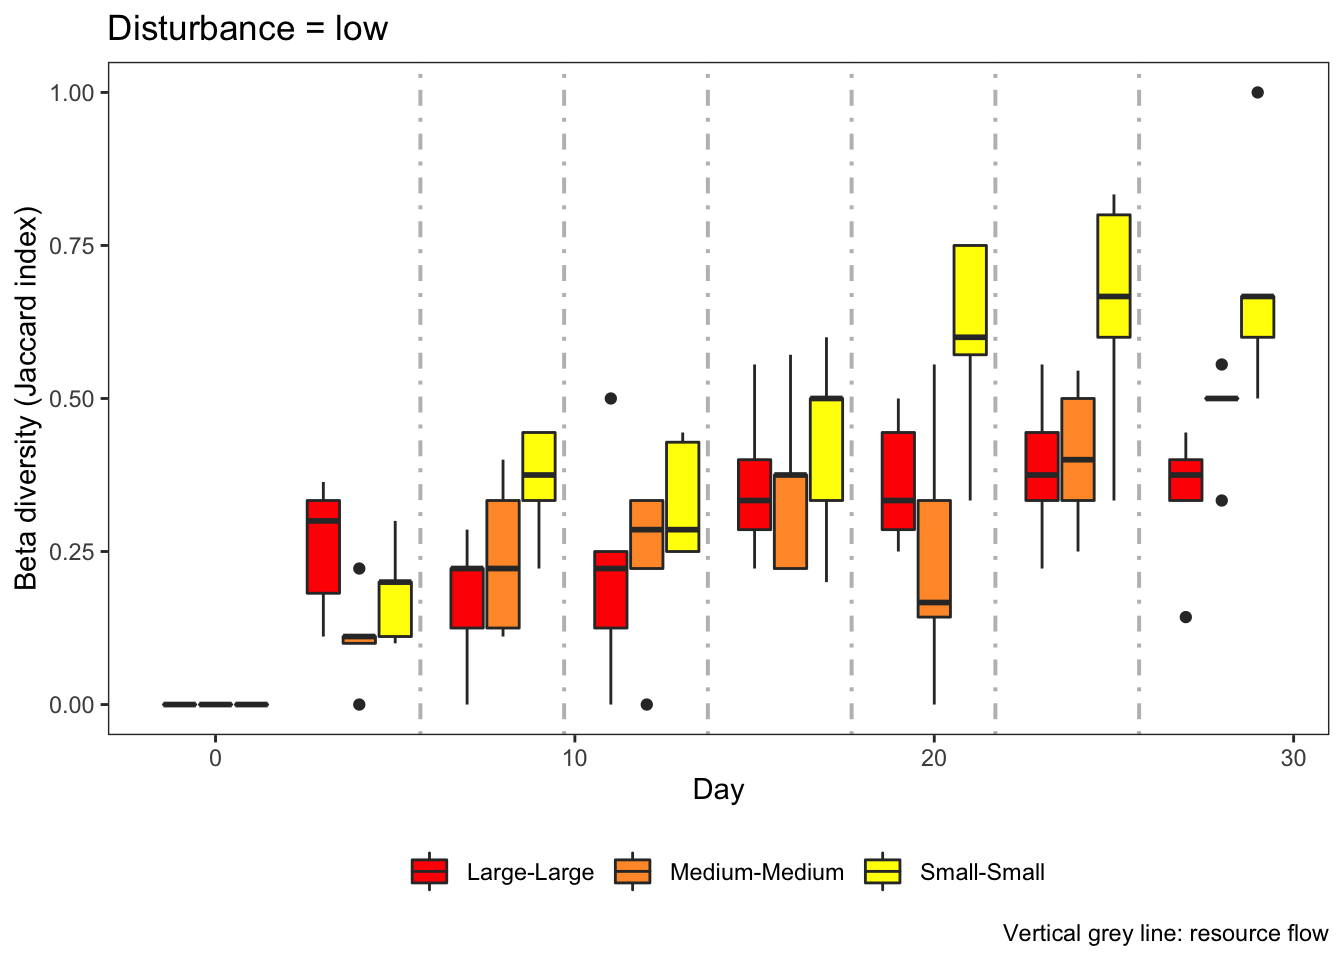 Disturbance = low
Beta diversity (Jaccard index)
1.00
0.75
0.50
0.25
0.00
0 10 20 30
Day
Large-Large Medium-Medium Small-Small
Vertical grey line: resource flow